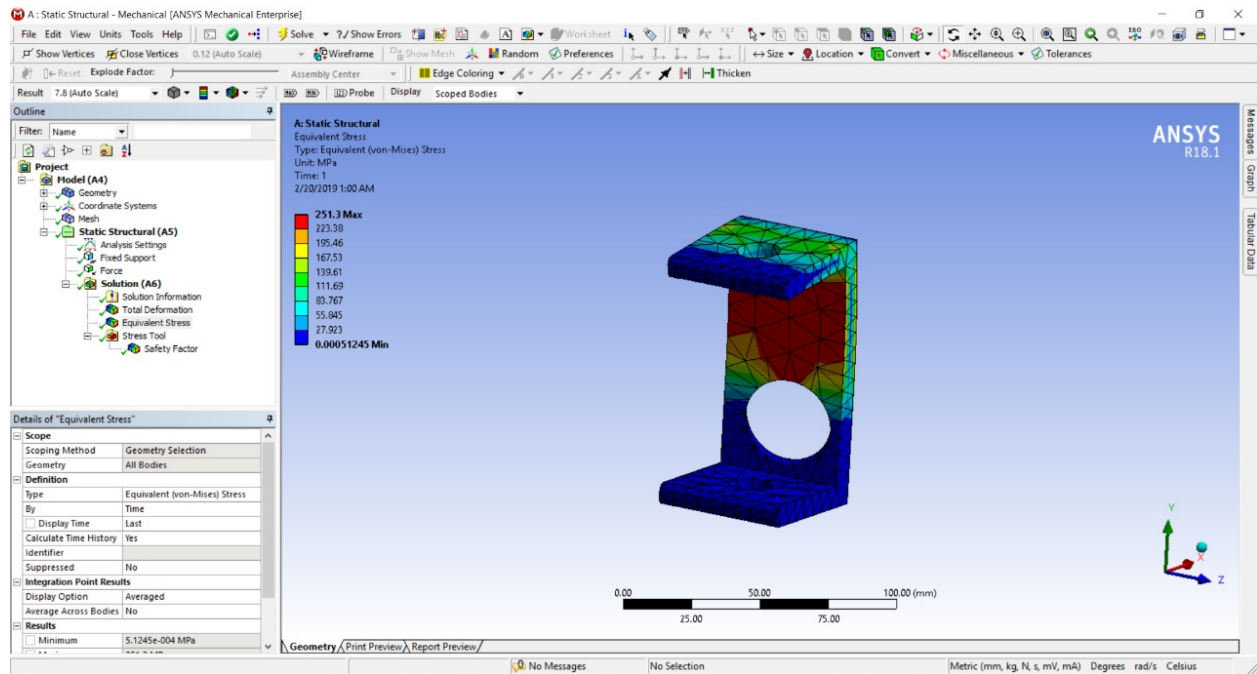 A : Static Structural - Mechanical [ANSYS Mechanical Enterprise]
File Edit View Units Tools Help Solve ?/ Show Errors Worksheet
Show Vertices Close Vertices 0.12 (Auto Scale) Wireframe Show Mesh Random Preferences Size Location Convert Miscellaneous Tolerances
Reset Explode Factor: Assembly Center Edge Coloring Thicken
Result 7.8 (Auto Scale) Probe Display Scoped Bodies
Outline
Filter: Name
Project
Model (A4)
Geometry
Coordinate Systems
Mesh
Static Structural (A5)
Analysis Settings
Fixed Support
Force
Solution (A6)
Solution Information
Total Deformation
Equivalent Stress
Stress Tool
Safety Factor
Details of "Equivalent Stress"
Scope
Scoping Method Geometry Selection
Geometry All Bodies
Definition
Type Equivalent (von-Mises) Stress
By Time
Display Time Last
Calculate Time History Yes
Identifier
Suppressed No
Integration Point Results
Display Option Averaged
Average Across Bodies No
Results
Minimum 5.1245e-004 MPa
A: Static Structural
Equivalent Stress
Type: Equivalent (von-Mises) Stress
Unit: MPa
Time: 1
2/20/2019 1:00 AM
251.3 Max
223.38
195.46
167.53
139.61
111.69
83.767
55.845
27.923
0.00051245 Min
ANSYS
R18.1
Messages
Graph
Tabular Data
Y
X
Z
0.00 50.00 100.00 (mm)
25.00 75.00
Geometry Print Preview Report Preview
No Messages No Selection Metric (mm, kg, N, s, mV, mA) Degrees rad/s Celsius